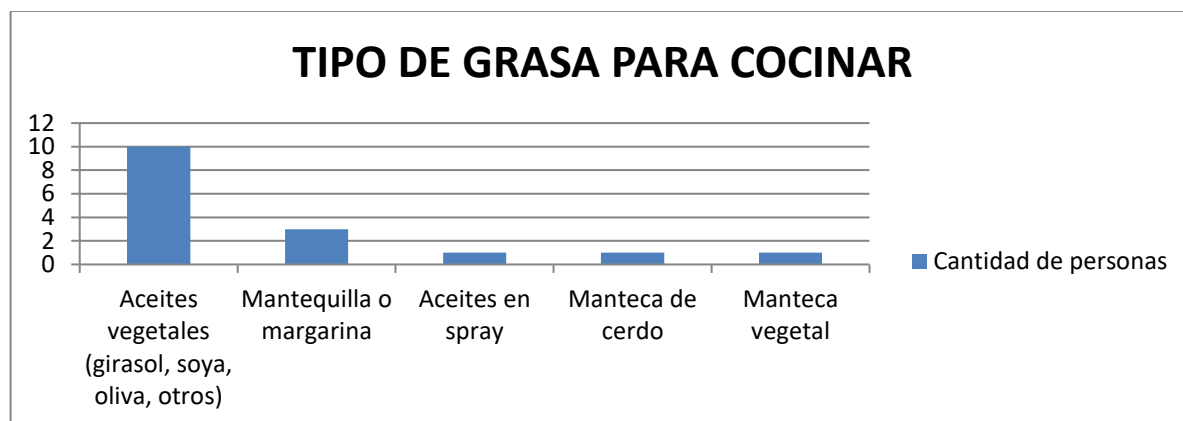 TIPO DE GRASA PARA COCINAR
12
10
8
6
4
2
0
Aceites
vegetales
(girasol, soya,
oliva, otros)
Mantequilla o
margarina
Aceites en
spray
Manteca de
cerdo
Manteca
vegetal
Cantidad de personas